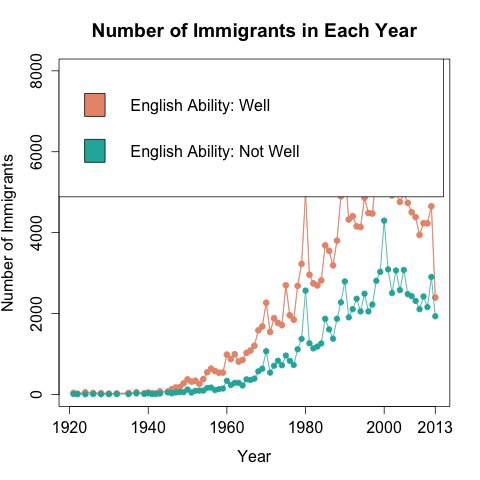 Number of Immigrants in Each Year
English Ability: Well
English Ability: Not Well
Number of Immigrants
8000
6000
4000
2000
0
1920 1940 1960 1980 2000 2013
Year